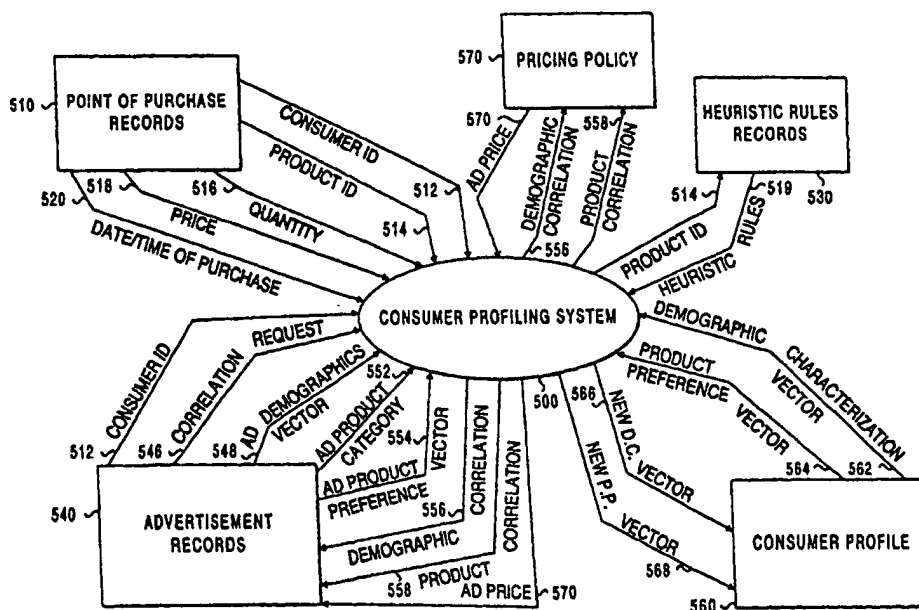 510
POINT OF PURCHASE
RECORDS
570
PRICING POLICY
HEURISTIC RULES
RECORDS
530
CONSUMER ID
PRODUCT ID
QUANTITY
PRICE
DATE/TIME OF PURCHASE
520
518
516
514
512
570
AD PRICE
DEMOGRAPHIC
CORRELATION
556
558
PRODUCT
CORRELATION
514
PRODUCT ID
519
HEURISTIC
RULES
CONSUMER PROFILING SYSTEM
500
CONSUMER ID
512
CORRELATION
REQUEST
546
AD DEMOGRAPHICS
VECTOR
548
AD PRODUCT
CATEGORY
552
AD PRODUCT
PREFERENCE
VECTOR
554
DEMOGRAPHIC
CORRELATION
556
PRODUCT
CORRELATION
558
AD PRICE
570
NEW D.C.
VECTOR
566
NEW P.P.
VECTOR
568
PRODUCT
PREFERENCE
VECTOR
564
DEMOGRAPHIC
CHARACTERIZATION
VECTOR
562
540
ADVERTISEMENT
RECORDS
CONSUMER PROFILE
560